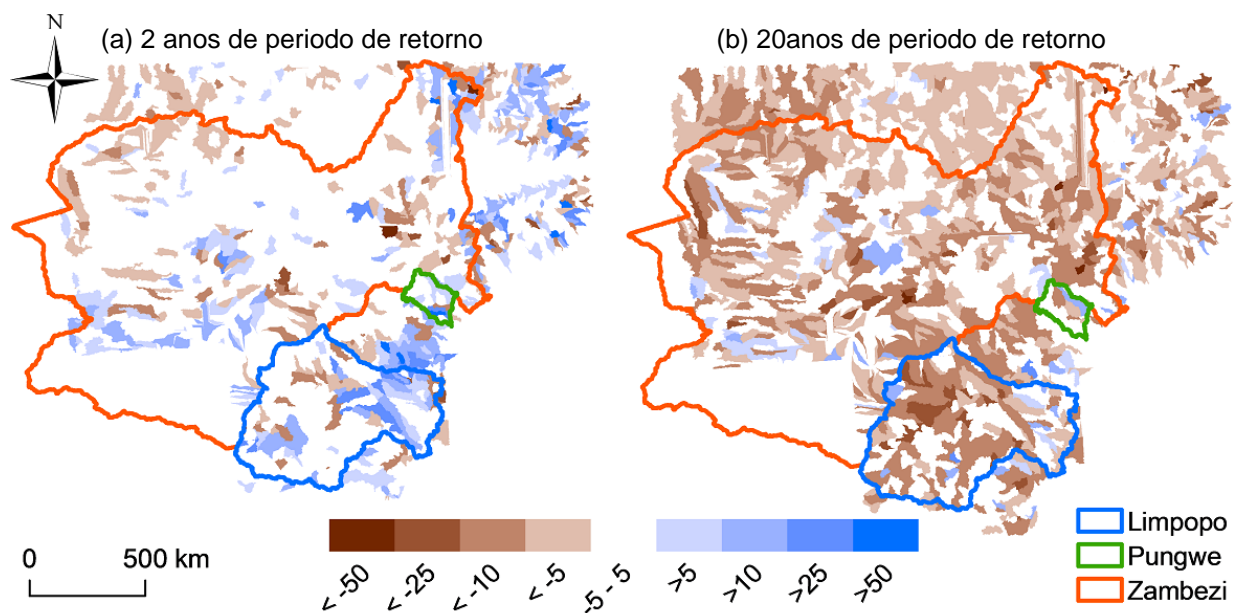 N
(a) 2 anos de periodo de retorno
(b) 20anos de periodo de retorno
0 500 km
< -50
< -25
< -10
< -5
-5 - 5
>5
>10
>25
>50
Limpopo
Pungwe
Zambezi